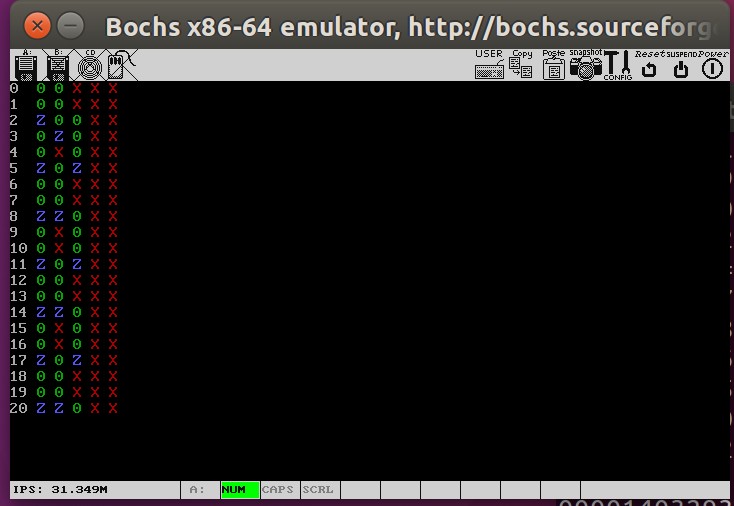 Bochs x86-64 emulator, http://bochs.sourceforg
A: B: CD USER Copy Paste snapshot CONFIG Reset SUSPEND Power
0 0 0 X X X
1 0 0 X X X
2 Z 0 0 X X
3 0 Z 0 X X
4 0 X 0 X X
5 Z 0 Z X X
6 0 0 X X X
7 0 0 X X X
8 Z Z 0 X X
9 0 X 0 X X
10 0 X 0 X X
11 Z 0 Z X X
12 0 0 X X X
13 0 0 X X X
14 Z Z 0 X X
15 0 X 0 X X
16 0 X 0 X X
17 Z 0 Z X X
18 0 0 X X X
19 0 0 X X X
20 Z Z 0 X X
IPS: 31.349M A: NUM CAPS SCRL